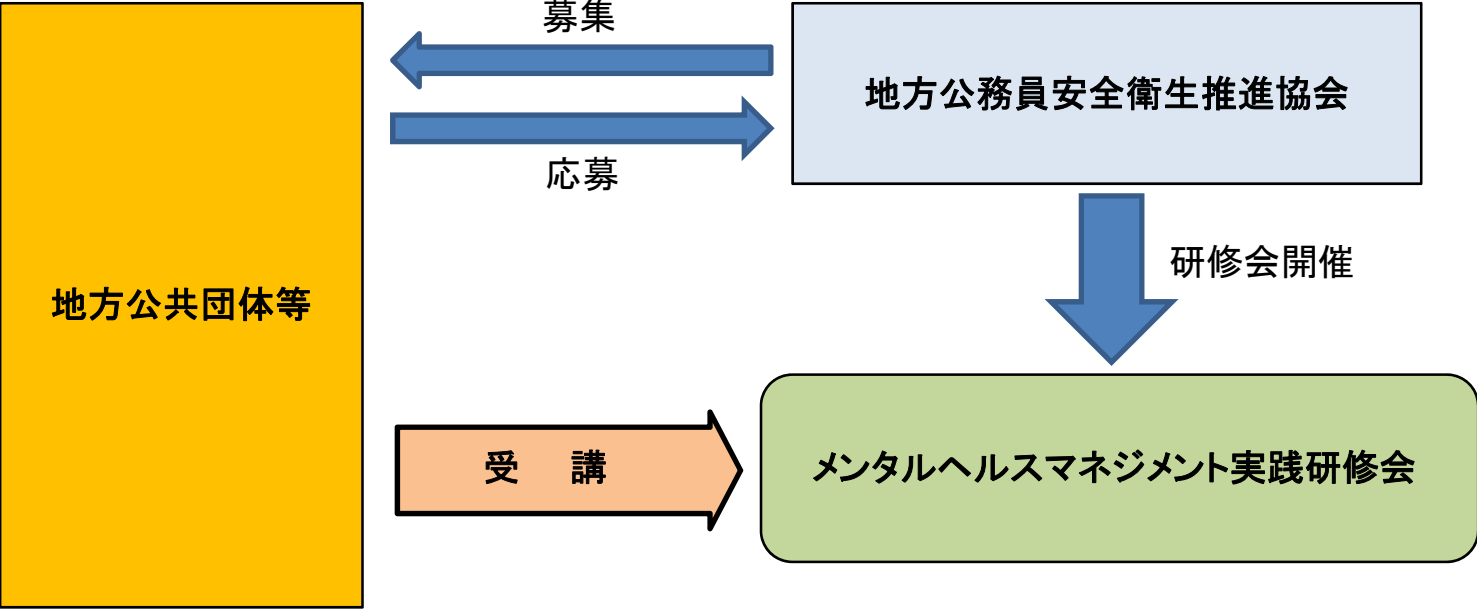 募集
地方公務員安全衛生推進協会
応募
研修会開催
地方公共団体等
受　講
メンタルヘルスマネジメント実践研修会